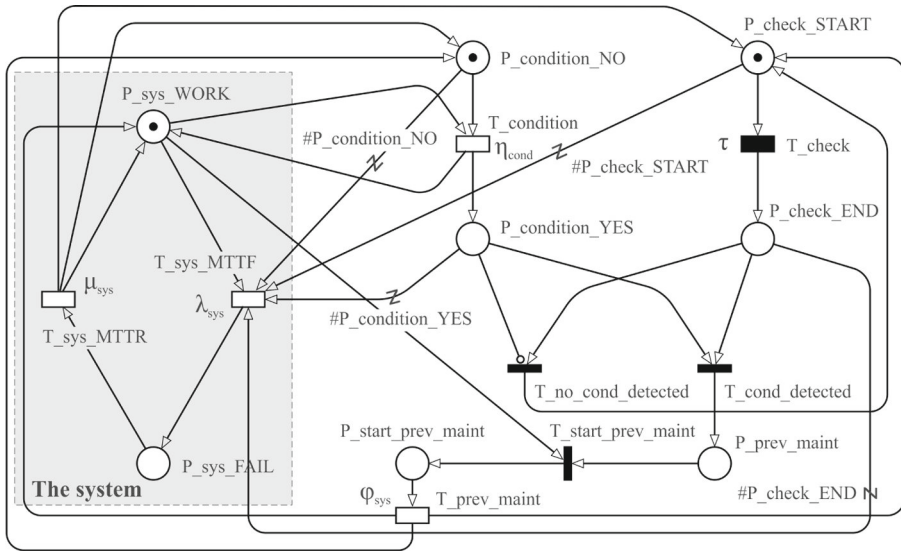 P_check_START
P_condition_NO
P_sys_WORK
#P_condition_NO
T_condition
η_cond
#P_check_START
τ
T_check
P_check_END
P_condition_YES
T_sys_MTTF
μ_sys
λ_sys
#P_condition_YES
T_sys_MTTR
T_no_cond_detected
T_cond_detected
P_start_prev_maint
T_start_prev_maint
P_prev_maint
P_sys_FAIL
The system
φ_sys
T_prev_maint
#P_check_END